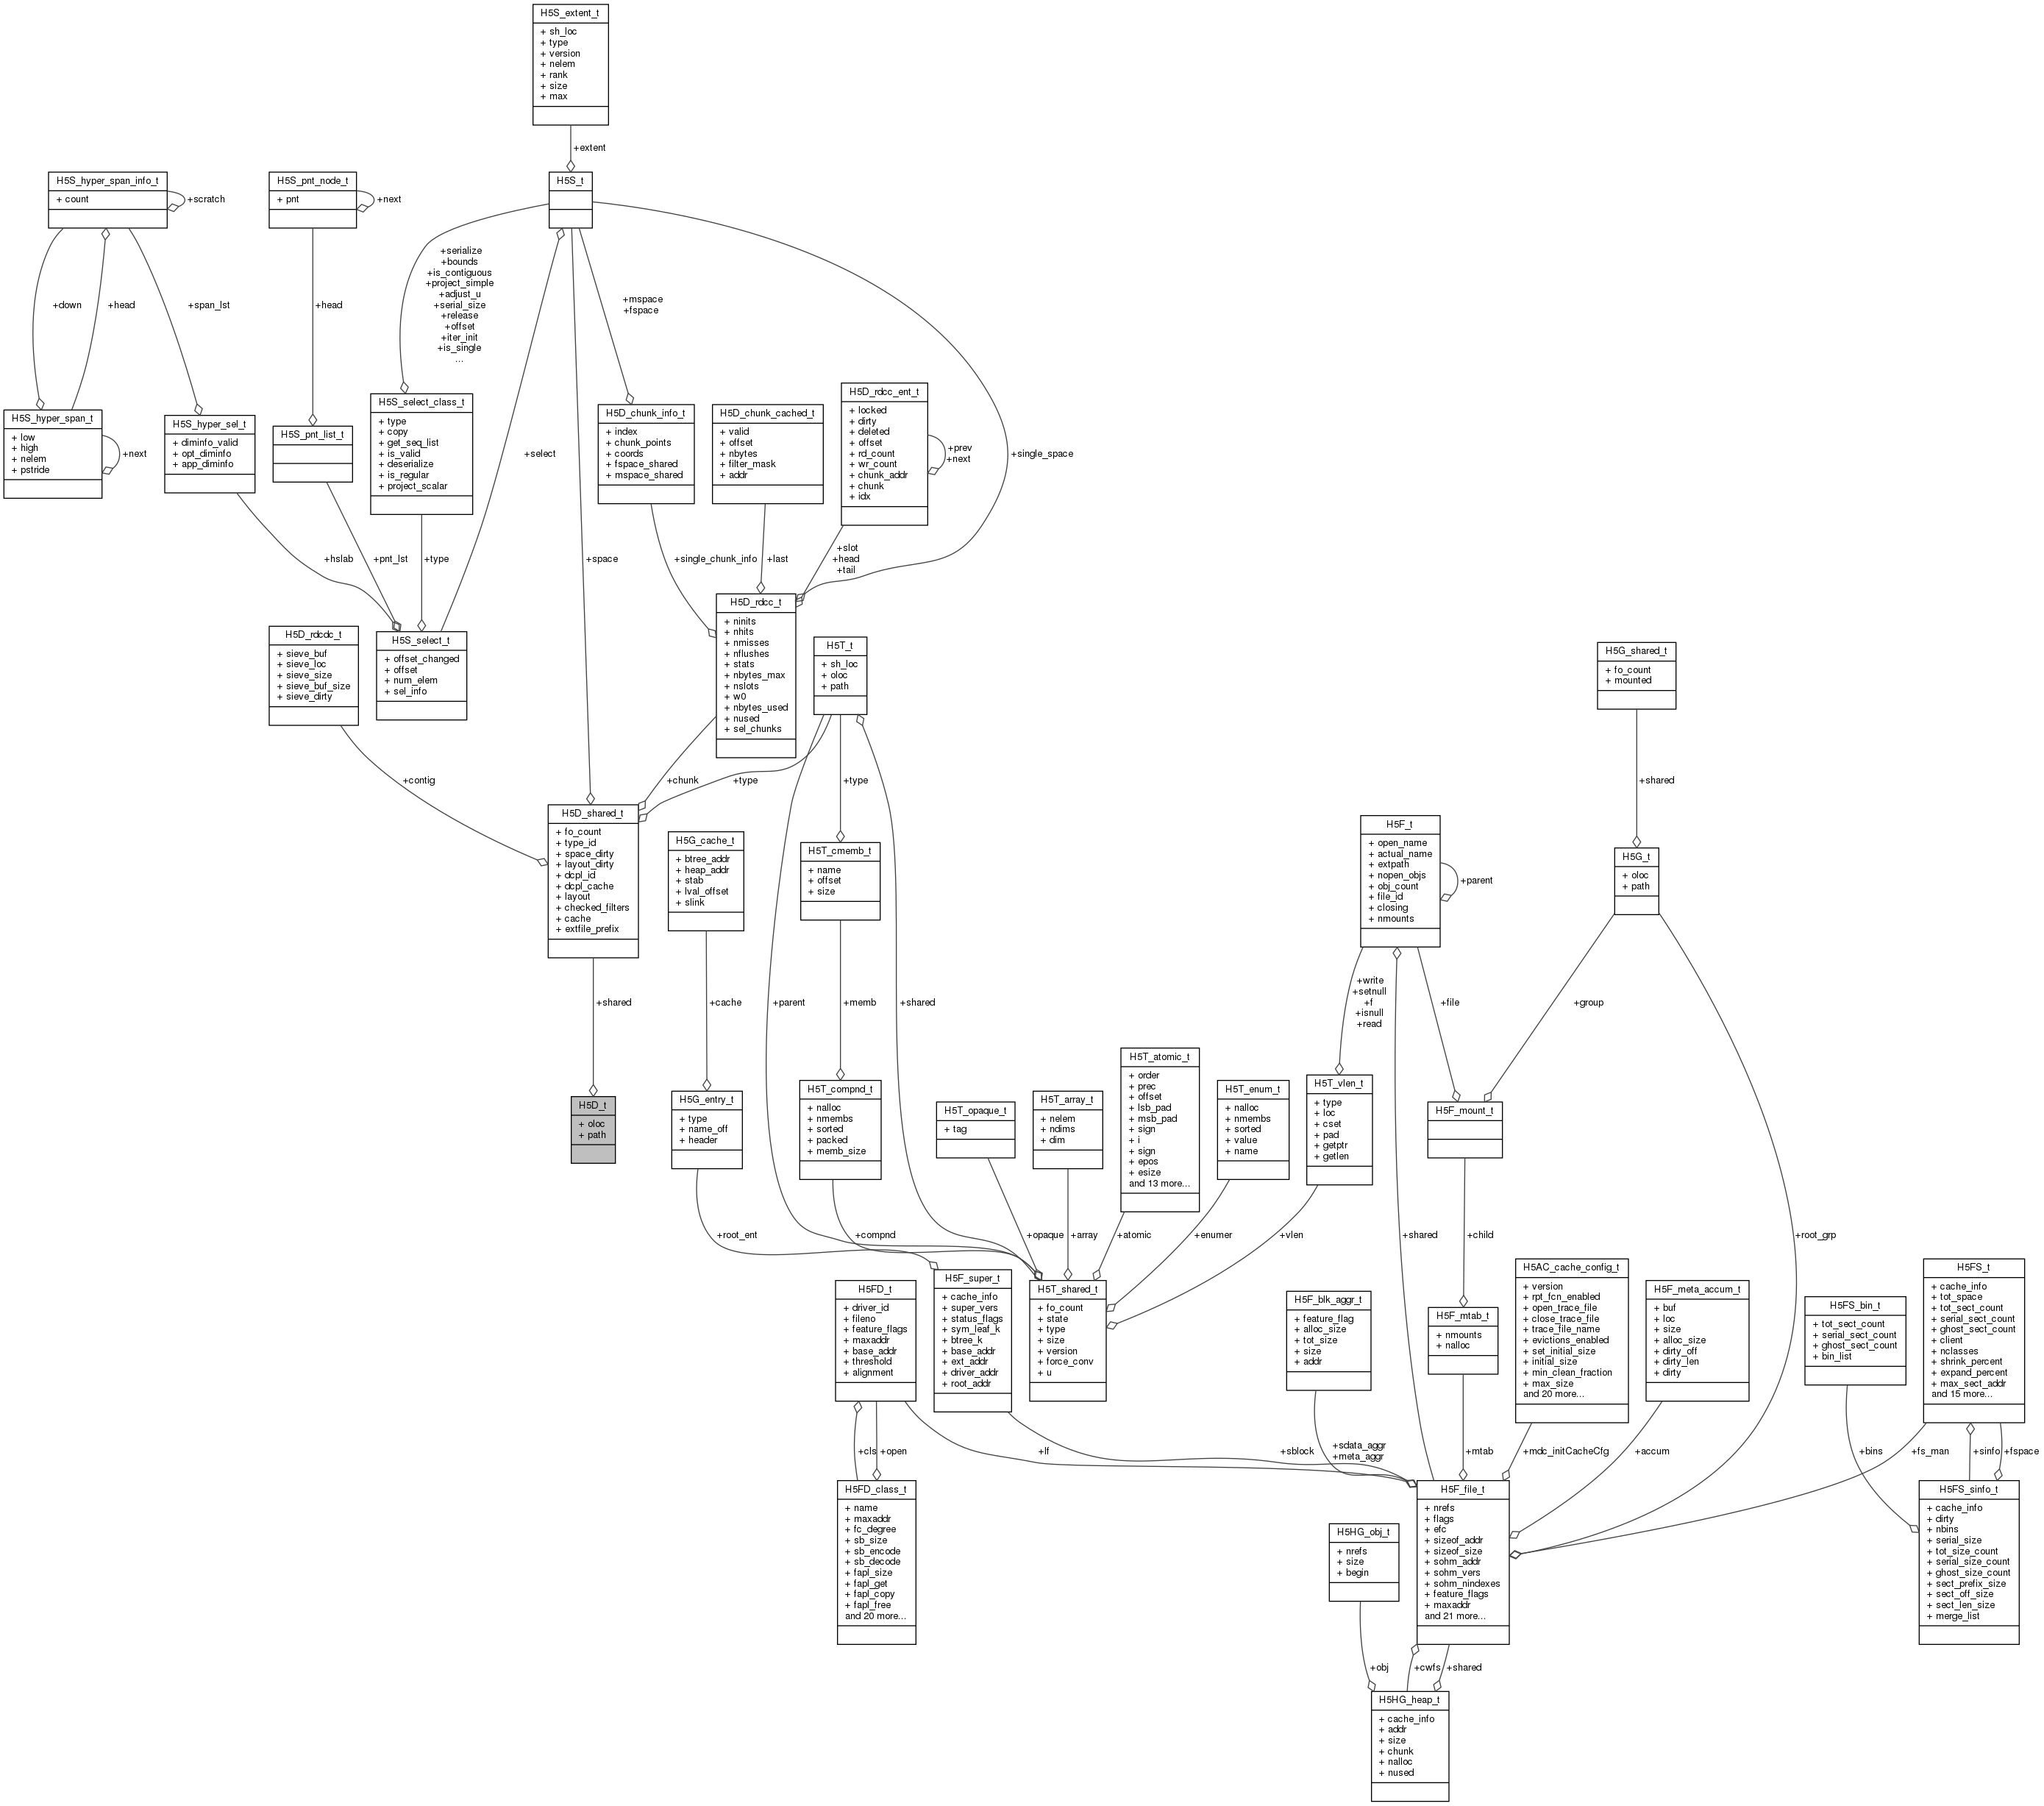 H5S_extent_t
+ sh_loc
+ type
+ version
+ nelem
+ rank
+ size
+ max
+extent
H5S_hyper_span_info_t
+ count
+scratch
H5S_pnt_node_t
+ pnt
+next
H5S_t
+down
+head
+span_lst
+head
+serialize
+bounds
+is_contiguous
+project_simple
+adjust_u
+serial_size
+release
+offset
+iter_init
+is_single
...
+mspace
+fspace
H5S_hyper_span_t
+ low
+ high
+ nelem
+ pstride
+next
H5S_hyper_sel_t
+ diminfo_valid
+ opt_diminfo
+ app_diminfo
H5S_pnt_list_t
H5S_select_class_t
+ type
+ copy
+ get_seq_list
+ is_valid
+ deserialize
+ is_regular
+ project_scalar
+select
H5D_chunk_info_t
+ index
+ chunk_points
+ coords
+ fspace_shared
+ mspace_shared
H5D_chunk_cached_t
+ valid
+ offset
+ nbytes
+ filter_mask
+ addr
H5D_rdcc_ent_t
+ locked
+ dirty
+ deleted
+ offset
+ rd_count
+ wr_count
+ chunk_addr
+ chunk
+ idx
+prev
+next
+single_space
+hslab
+pnt_lst
+type
+space
+single_chunk_info
+last
+slot
+head
+tail
H5D_rdcdc_t
+ sieve_buf
+ sieve_loc
+ sieve_size
+ sieve_buf_size
+ sieve_dirty
H5S_select_t
+ offset_changed
+ offset
+ num_elem
+ sel_info
H5D_rdcc_t
+ ninits
+ nhits
+ nmisses
+ nflushes
+ stats
+ nbytes_max
+ nslots
+ w0
+ nbytes_used
+ nused
+ sel_chunks
H5T_t
+ sh_loc
+ oloc
+ path
H5G_shared_t
+ fo_count
+ mounted
+contig
+chunk
+type
+type
+shared
H5D_shared_t
+ fo_count
+ type_id
+ space_dirty
+ layout_dirty
+ dcpl_id
+ dcpl_cache
+ layout
+ checked_filters
+ cache
+ extfile_prefix
H5G_cache_t
+ btree_addr
+ heap_addr
+ stab
+ lval_offset
+ slink
H5T_cmemb_t
+ name
+ offset
+ size
H5F_t
+ open_name
+ actual_name
+ extpath
+ nopen_objs
+ obj_count
+ file_id
+ closing
+ nmounts
+parent
H5G_t
+ oloc
+ path
+shared
+cache
+parent
+memb
+shared
+write
+setnull
+f
+isnull
+read
+file
+group
H5D_t
+ oloc
+ path
H5G_entry_t
+ type
+ name_off
+ header
H5T_compnd_t
+ nalloc
+ nmembs
+ sorted
+ packed
+ memb_size
H5T_opaque_t
+ tag
H5T_array_t
+ nelem
+ ndims
+ dim
H5T_atomic_t
+ order
+ prec
+ offset
+ lsb_pad
+ msb_pad
+ sign
+ i
+ sign
+ epos
+ esize
and 13 more...
H5T_enum_t
+ nalloc
+ nmembs
+ sorted
+ value
+ name
H5T_vlen_t
+ type
+ loc
+ cset
+ pad
+ getptr
+ getlen
H5F_mount_t
+root_ent
+compnd
+opaque
+array
+atomic
+enumer
+vlen
+shared
+child
+root_grp
H5FD_t
+ driver_id
+ fileno
+ feature_flags
+ maxaddr
+ base_addr
+ threshold
+ alignment
H5F_super_t
+ cache_info
+ super_vers
+ status_flags
+ sym_leaf_k
+ btree_k
+ base_addr
+ ext_addr
+ driver_addr
+ root_addr
H5T_shared_t
+ fo_count
+ state
+ type
+ size
+ version
+ force_conv
+ u
H5F_blk_aggr_t
+ feature_flag
+ alloc_size
+ tot_size
+ size
+ addr
H5F_mtab_t
+ nmounts
+ nalloc
H5AC_cache_config_t
+ version
+ rpt_fcn_enabled
+ open_trace_file
+ close_trace_file
+ trace_file_name
+ evictions_enabled
+ set_initial_size
+ initial_size
+ min_clean_fraction
+ max_size
and 20 more...
H5F_meta_accum_t
+ buf
+ loc
+ size
+ alloc_size
+ dirty_off
+ dirty_len
+ dirty
H5FS_bin_t
+ tot_sect_count
+ serial_sect_count
+ ghost_sect_count
+ bin_list
H5FS_t
+ cache_info
+ tot_space
+ tot_sect_count
+ serial_sect_count
+ ghost_sect_count
+ client
+ nclasses
+ shrink_percent
+ expand_percent
+ max_sect_addr
and 15 more...
+cls
+open
+lf
+sblock
+sdata_aggr
+meta_aggr
+mtab
+mdc_initCacheCfg
+accum
+bins
+fs_man
+sinfo
+fspace
H5FD_class_t
+ name
+ maxaddr
+ fc_degree
+ sb_size
+ sb_encode
+ sb_decode
+ fapl_size
+ fapl_get
+ fapl_copy
+ fapl_free
and 20 more...
H5HG_obj_t
+ nrefs
+ size
+ begin
H5F_file_t
+ nrefs
+ flags
+ efc
+ sizeof_addr
+ sizeof_size
+ sohm_addr
+ sohm_vers
+ sohm_nindexes
+ feature_flags
+ maxaddr
and 21 more...
H5FS_sinfo_t
+ cache_info
+ dirty
+ nbins
+ serial_size
+ tot_size_count
+ serial_size_count
+ ghost_size_count
+ sect_prefix_size
+ sect_off_size
+ sect_len_size
+ merge_list
+obj
+cwfs
+shared
H5HG_heap_t
+ cache_info
+ addr
+ size
+ chunk
+ nalloc
+ nused